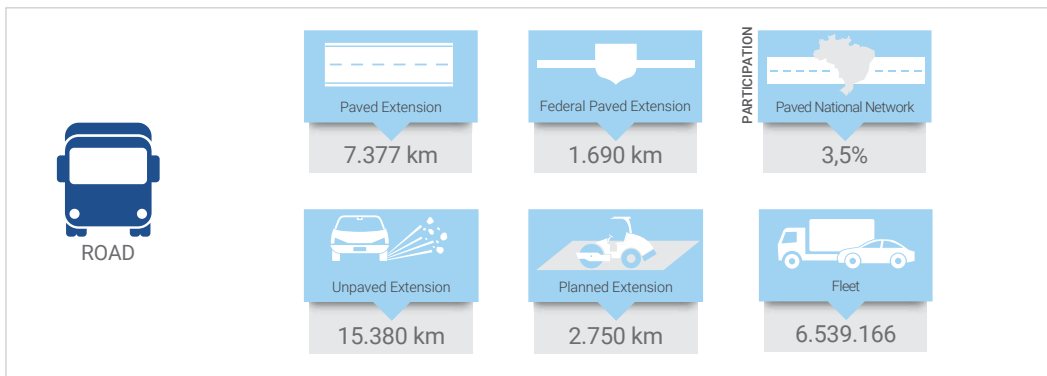 ROAD
Paved Extension
7.377 km
Federal Paved Extension
1.690 km
PARTICIPATION
Paved National Network
3,5%
Unpaved Extension
15.380 km
Planned Extension
2.750 km
Fleet
6.539.166